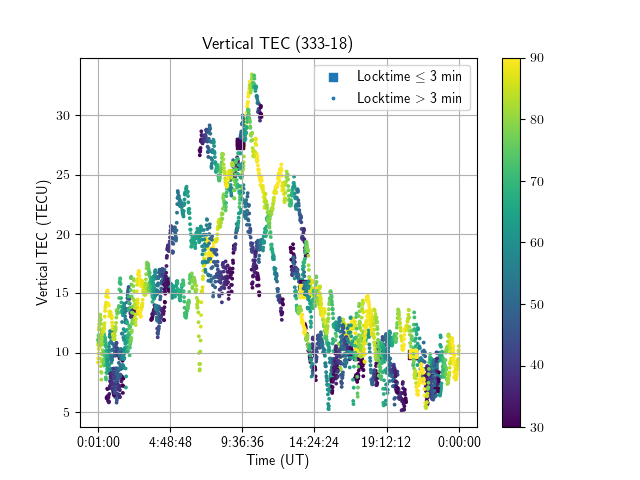 Vertical TEC (333-18)
Locktime ≤ 3 min
Locktime > 3 min
Vertical TEC (TECU)
30
25
20
15
10
5
0:01:00 4:48:48 9:36:36 14:24:24 19:12:12 0:00:00
Time (UT)
90
80
70
60
50
40
30